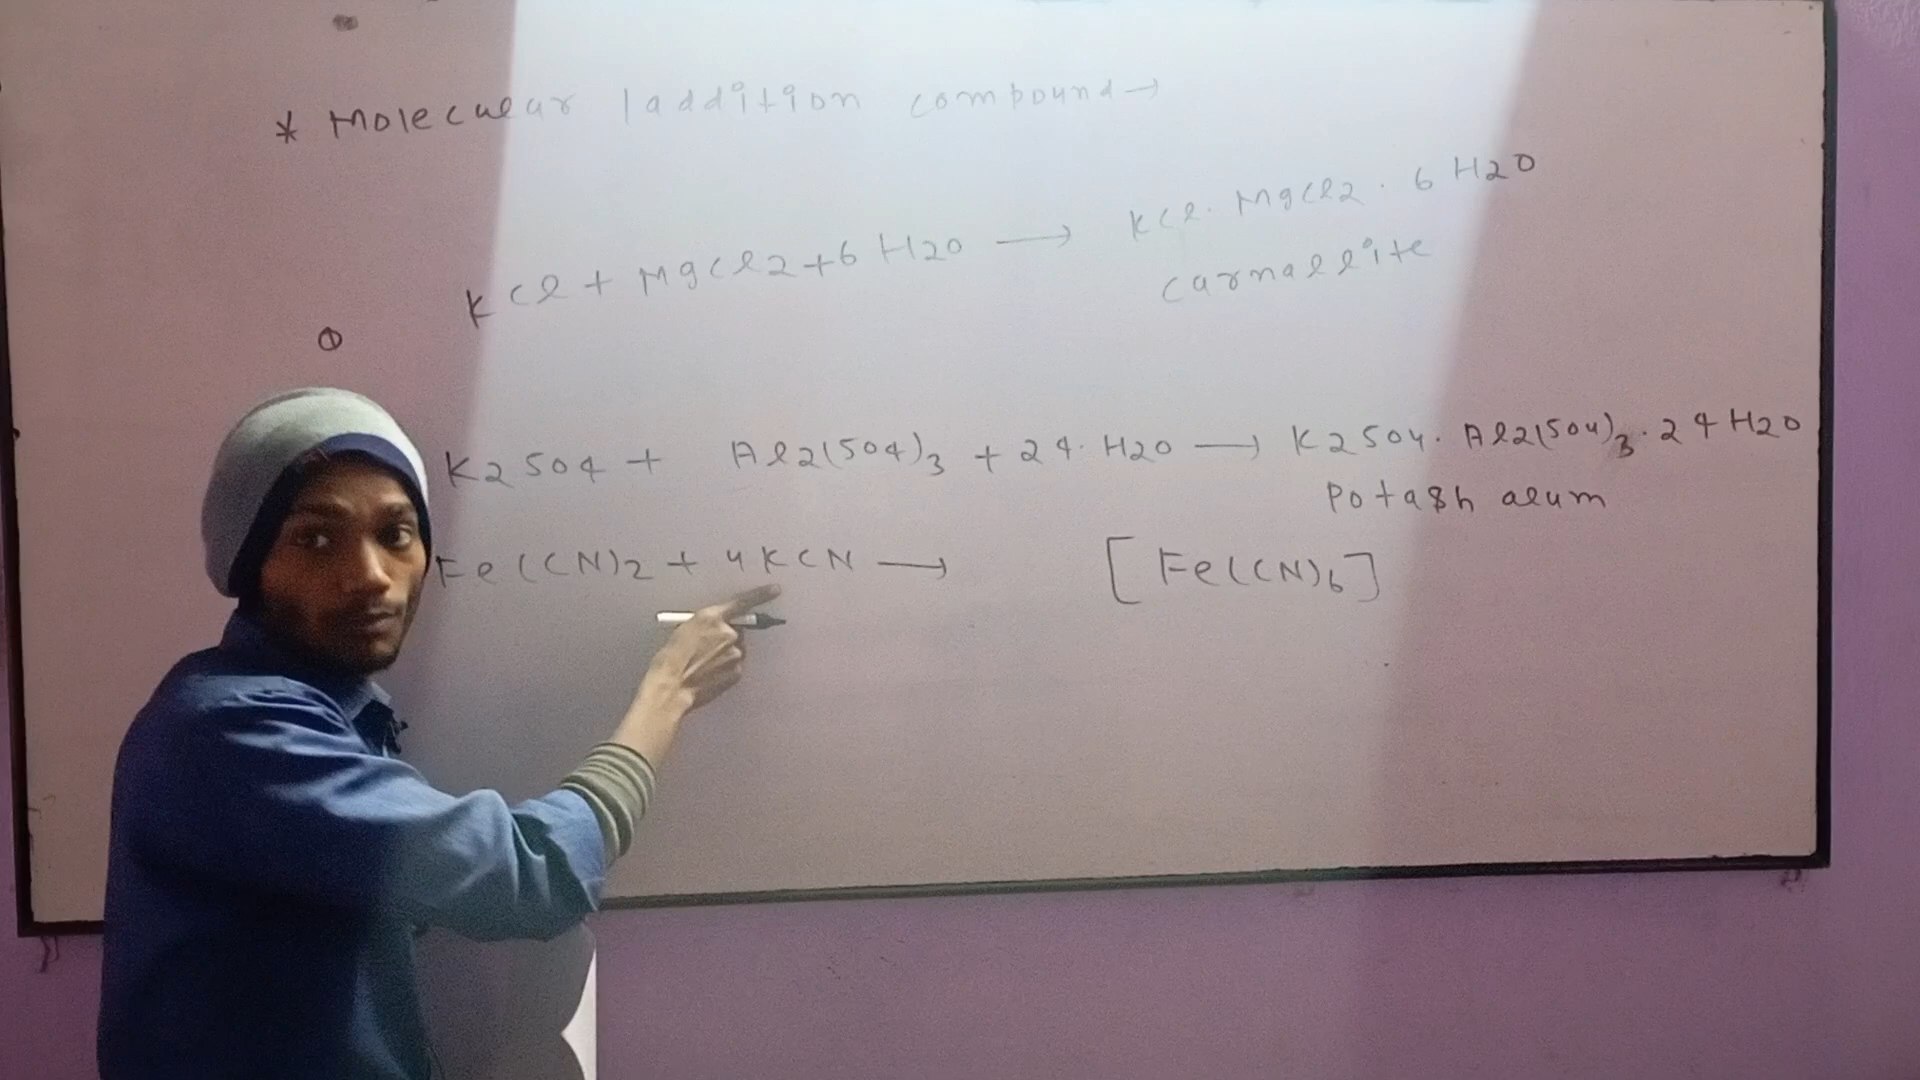 * Molecular / addition compound →
KCl + MgCl2 + 6 H2O → KCl. MgCl2 . 6 H2O
carnallite
①
K2SO4 + Al2(SO4)3 + 24. H2O → K2SO4. Al2(SO4)3 . 24 H2O
Potash alum
Fe(CN)2 + 4KCN → [Fe(CN)6]